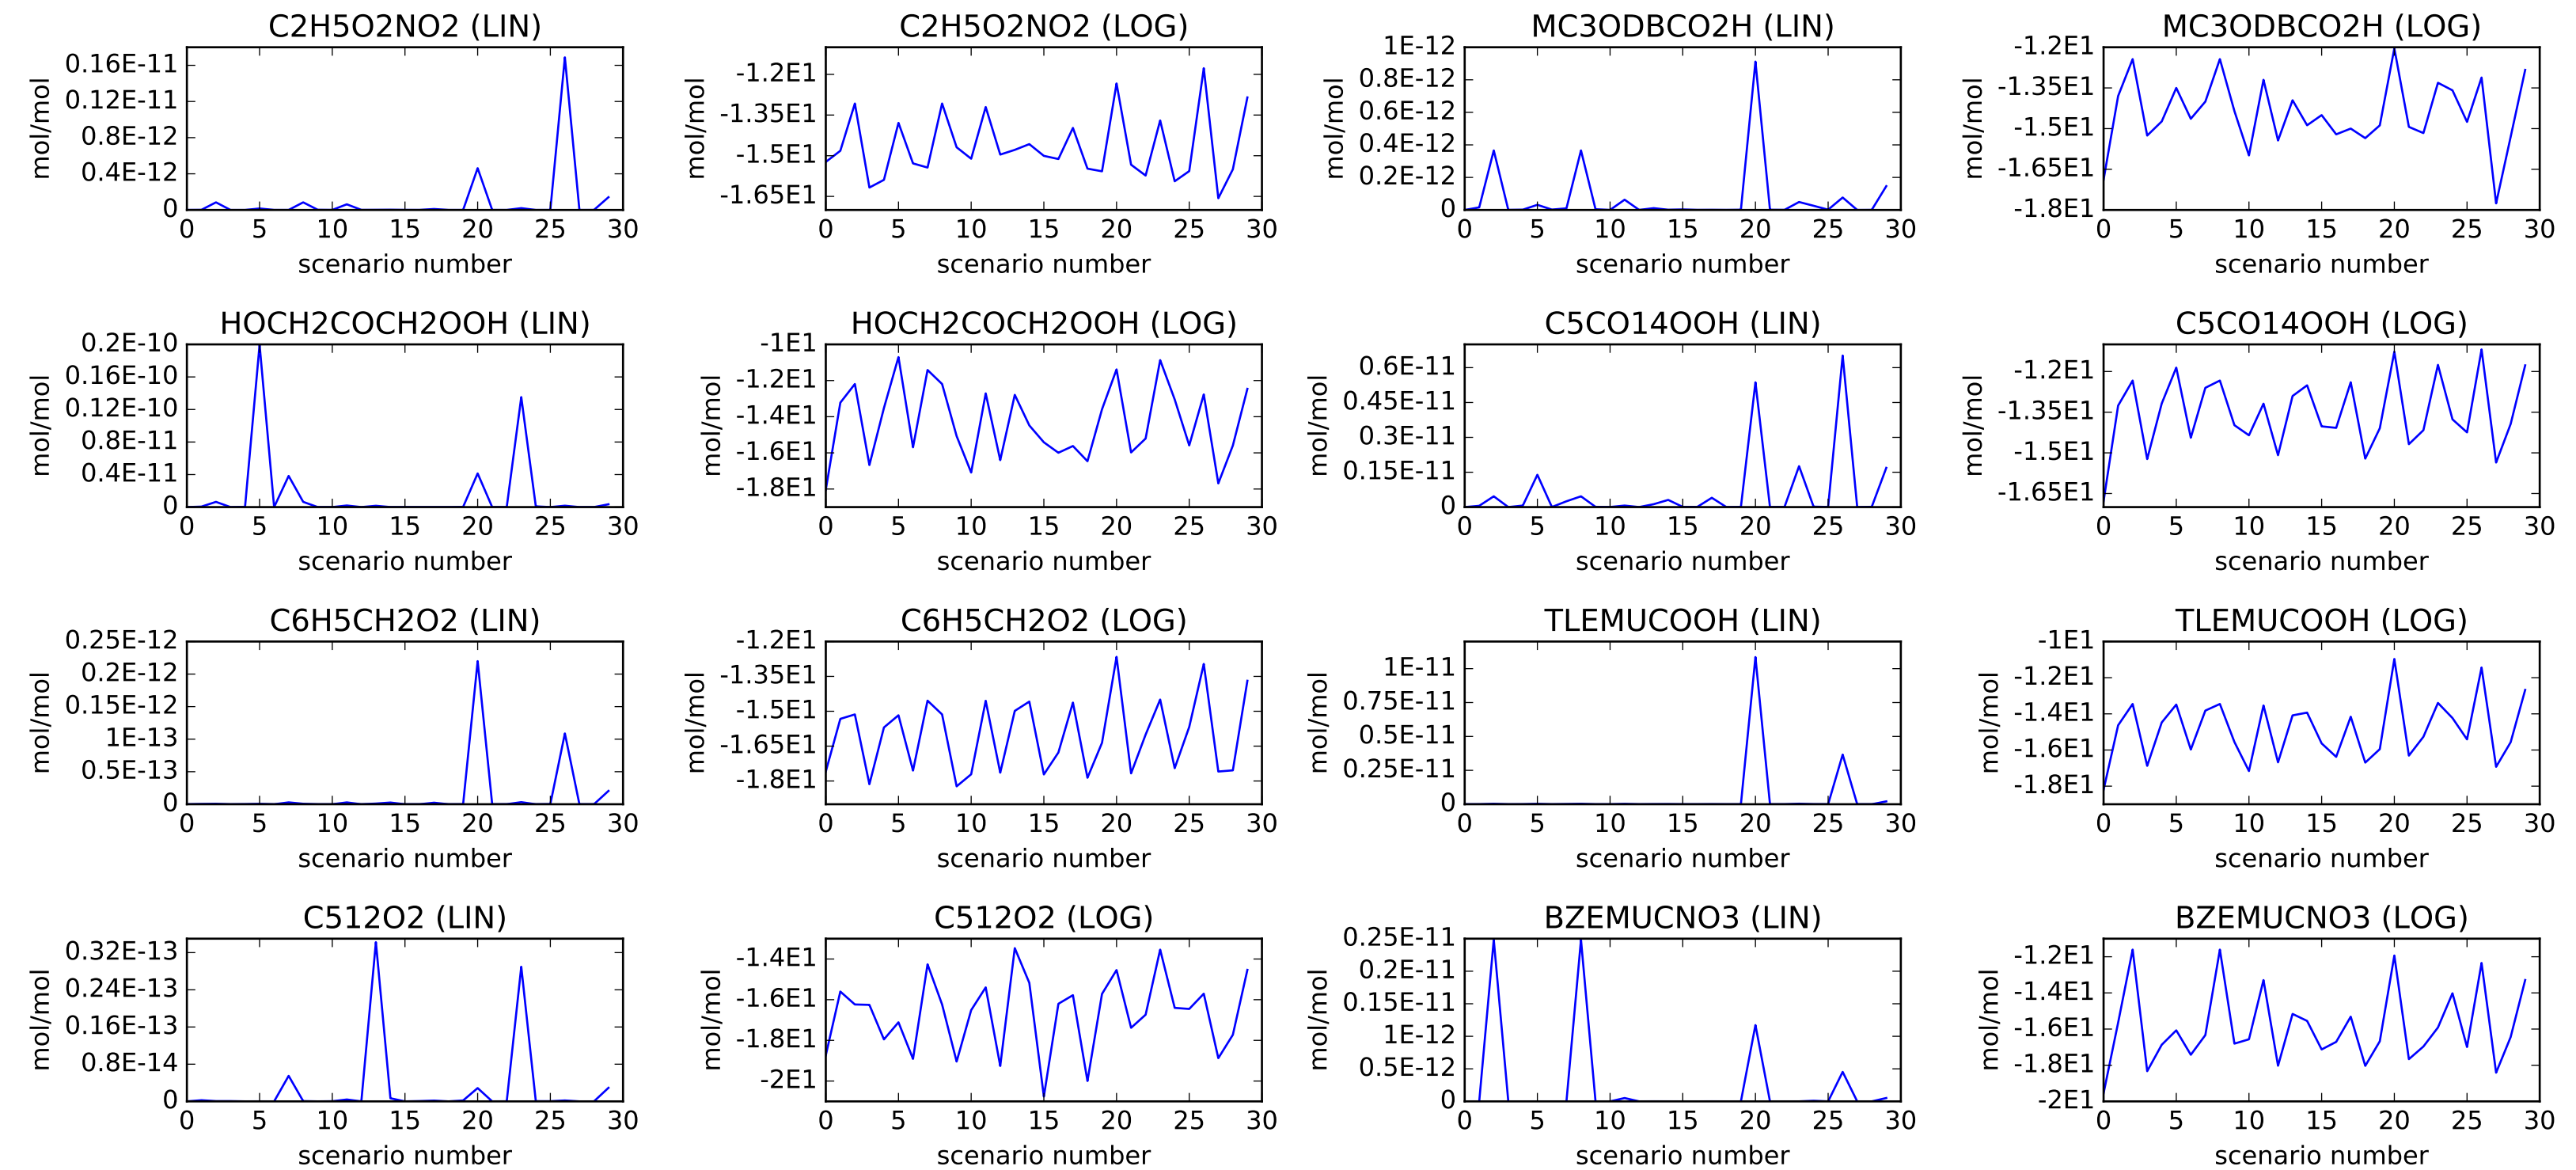 C2H5O2NO2 (LIN)
mol/mol
0.16E-11
0.12E-11
0.8E-12
0.4E-12
0
0 5 10 15 20 25 30
scenario number
C2H5O2NO2 (LOG)
mol/mol
-1.2E1
-1.35E1
-1.5E1
-1.65E1
0 5 10 15 20 25 30
scenario number
MC3ODBCO2H (LIN)
mol/mol
1E-12
0.8E-12
0.6E-12
0.4E-12
0.2E-12
0
0 5 10 15 20 25 30
scenario number
MC3ODBCO2H (LOG)
mol/mol
-1.2E1
-1.35E1
-1.5E1
-1.65E1
-1.8E1
0 5 10 15 20 25 30
scenario number
HOCH2COCH2OOH (LIN)
mol/mol
0.2E-10
0.16E-10
0.12E-10
0.8E-11
0.4E-11
0
0 5 10 15 20 25 30
scenario number
HOCH2COCH2OOH (LOG)
mol/mol
-1E1
-1.2E1
-1.4E1
-1.6E1
-1.8E1
0 5 10 15 20 25 30
scenario number
C5CO14OOH (LIN)
mol/mol
0.6E-11
0.45E-11
0.3E-11
0.15E-11
0
0 5 10 15 20 25 30
scenario number
C5CO14OOH (LOG)
mol/mol
-1.2E1
-1.35E1
-1.5E1
-1.65E1
0 5 10 15 20 25 30
scenario number
C6H5CH2O2 (LIN)
mol/mol
0.25E-12
0.2E-12
0.15E-12
1E-13
0.5E-13
0
0 5 10 15 20 25 30
scenario number
C6H5CH2O2 (LOG)
mol/mol
-1.2E1
-1.35E1
-1.5E1
-1.65E1
-1.8E1
0 5 10 15 20 25 30
scenario number
TLEMUCOOH (LIN)
mol/mol
1E-11
0.75E-11
0.5E-11
0.25E-11
0
0 5 10 15 20 25 30
scenario number
TLEMUCOOH (LOG)
mol/mol
-1E1
-1.2E1
-1.4E1
-1.6E1
-1.8E1
0 5 10 15 20 25 30
scenario number
C512O2 (LIN)
mol/mol
0.32E-13
0.24E-13
0.16E-13
0.8E-14
0
0 5 10 15 20 25 30
scenario number
C512O2 (LOG)
mol/mol
-1.4E1
-1.6E1
-1.8E1
-2E1
0 5 10 15 20 25 30
scenario number
BZEMUCNO3 (LIN)
mol/mol
0.25E-11
0.2E-11
0.15E-11
1E-12
0.5E-12
0
0 5 10 15 20 25 30
scenario number
BZEMUCNO3 (LOG)
mol/mol
-1.2E1
-1.4E1
-1.6E1
-1.8E1
-2E1
0 5 10 15 20 25 30
scenario number